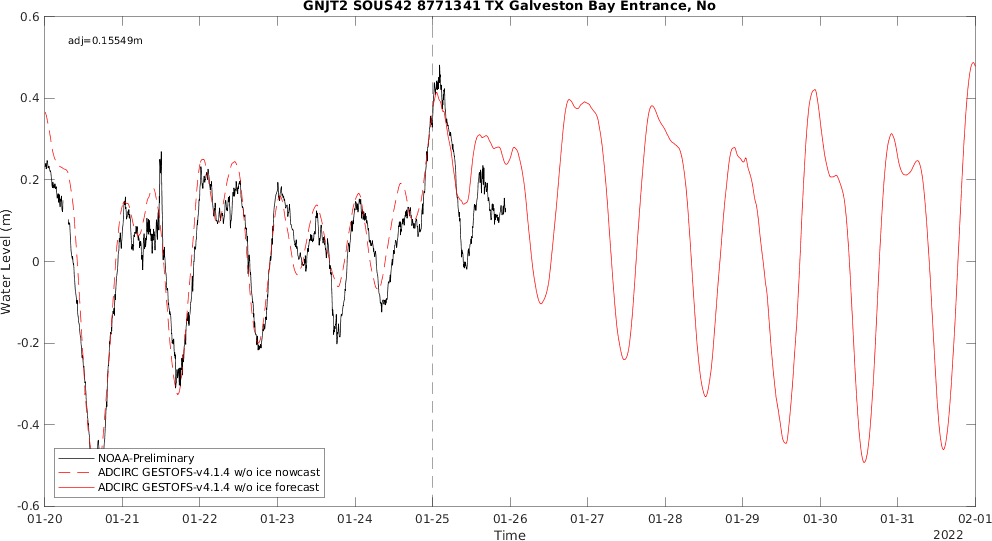 GNJT2 SOUS42 8771341 TX Galveston Bay Entrance, No
adj=0.15549m
Water Level (m)
0.6
0.4
0.2
0
-0.2
-0.4
-0.6
NOAA-Preliminary
ADCIRC GESTOFS-v4.1.4 w/o ice nowcast
ADCIRC GESTOFS-v4.1.4 w/o ice forecast
01-20 01-21 01-22 01-23 01-24 01-25 01-26 01-27 01-28 01-29 01-30 01-31 02-01
Time
2022